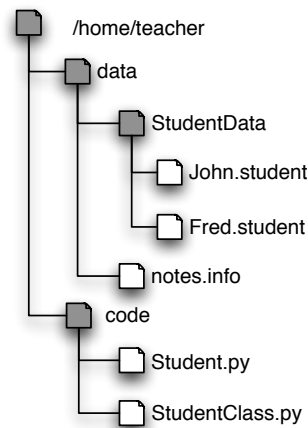 /home/teacher
data
StudentData
John.student
Fred.student
notes.info
code
Student.py
StudentClass.py